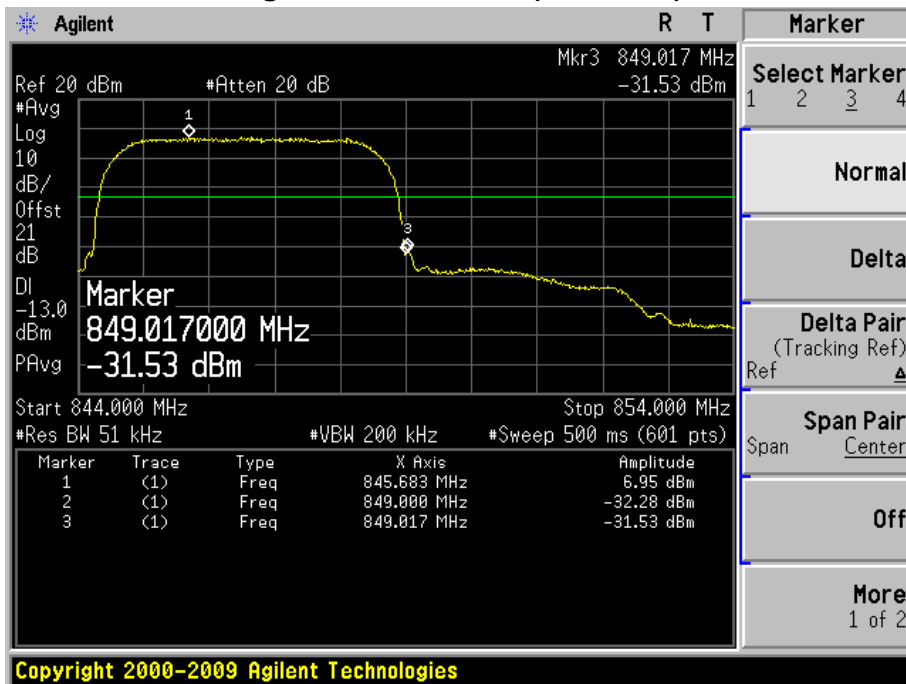 Agilent R T
Mkr3 849.017 MHz
Ref 20 dBm #Atten 20 dB -31.53 dBm
#Avg
Log
10
dB/
Offst
21
dB
DI
-13.0
dBm
PAvg
1
3
Marker
849.017000 MHz
-31.53 dBm
Start 844.000 MHz Stop 854.000 MHz
#Res BW 51 kHz #VBW 200 kHz #Sweep 500 ms (601 pts)
Marker Trace Type X Axis Amplitude
1 (1) Freq 845.683 MHz 6.95 dBm
2 (1) Freq 849.000 MHz -32.28 dBm
3 (1) Freq 849.017 MHz -31.53 dBm
Marker
Select Marker
1 2 3 4
Normal
Delta
Delta Pair
(Tracking Ref)
Ref Δ
Span Pair
Span Center
Off
More
1 of 2
Copyright 2000-2009 Agilent Technologies